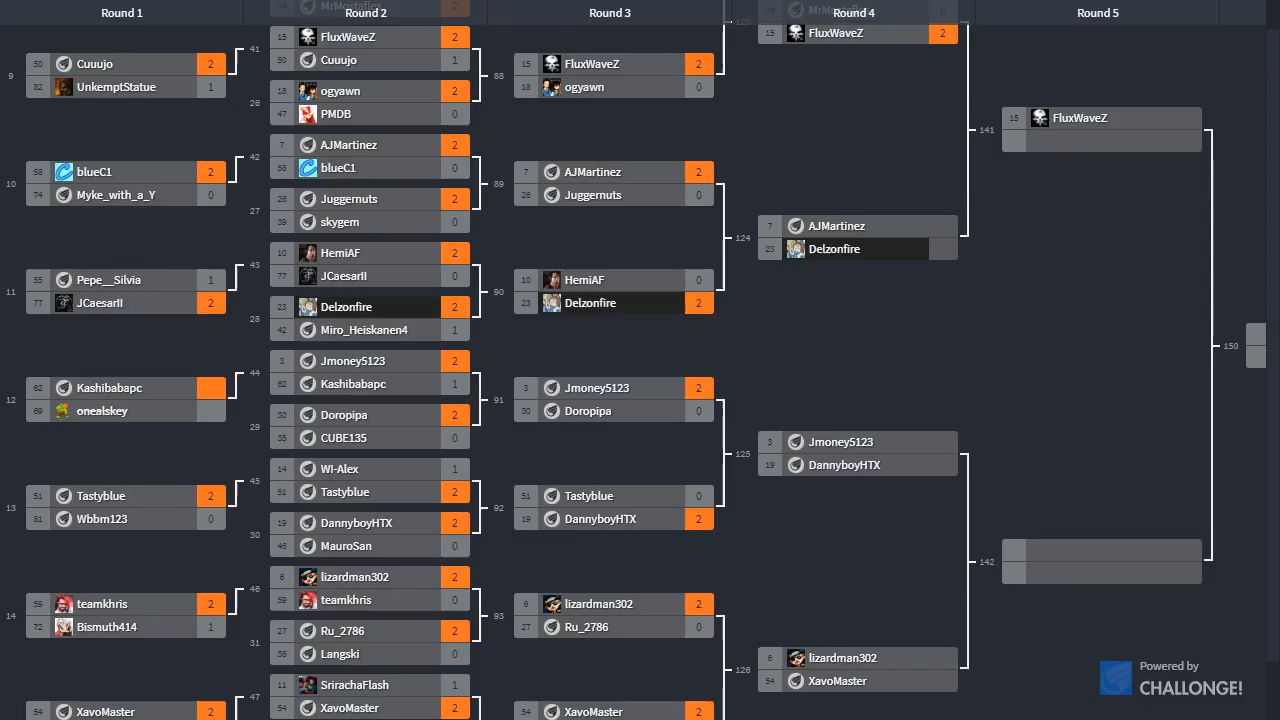 Round 1
Round 2
Round 3
Round 4
Round 5
9
50 Cuuujo 2
82 UnkemptStatue 1
10
58 blueC1 2
74 Myke_with_a_Y 0
11
55 Pepe__Silvia 1
77 JCaesarII 2
12
62 Kashibabapc
69 onealskey
13
51 Tastyblue 2
81 Wbbm123 0
14
59 teamkhris 2
72 Bismuth414 1
54 XavoMaster 2
MrMostafies
41
15 FluxWaveZ 2
50 Cuuujo 1
26
18 ogyawn 2
47 PMDB 0
42
7 AJMartinez 2
58 blueC1 0
27
26 Juggernuts 2
39 skygem 0
43
10 HemiAF 2
77 JCaesarII 0
28
23 Delzonfire 2
42 Miro_Heiskanen4 1
44
3 Jmoney5123 2
62 Kashibabapc 1
29
30 Doropipa 2
35 CUBE135 0
45
14 WI-Alex 1
51 Tastyblue 2
30
19 DannyboyHTX 2
46 MauroSan 0
46
6 lizardman302 2
59 teamkhris 0
31
27 Ru_2786 2
38 Langski 0
47
11 SrirachaFlash 1
54 XavoMaster 2
88
15 FluxWaveZ 2
18 ogyawn 0
89
7 AJMartinez 2
26 Juggernuts 0
90
10 HemiAF 0
23 Delzonfire 2
91
3 Jmoney5123 2
30 Doropipa 0
92
51 Tastyblue 0
19 DannyboyHTX 2
93
6 lizardman302 2
27 Ru_2786 0
54 XavoMaster 2
123
MrMostafies 0
15 FluxWaveZ 2
124
7 AJMartinez
23 Delzonfire
125
3 Jmoney5123
19 DannyboyHTX
126
6 lizardman302
54 XavoMaster
141
15 FluxWaveZ
142
150
Powered by
CHALLONGE!